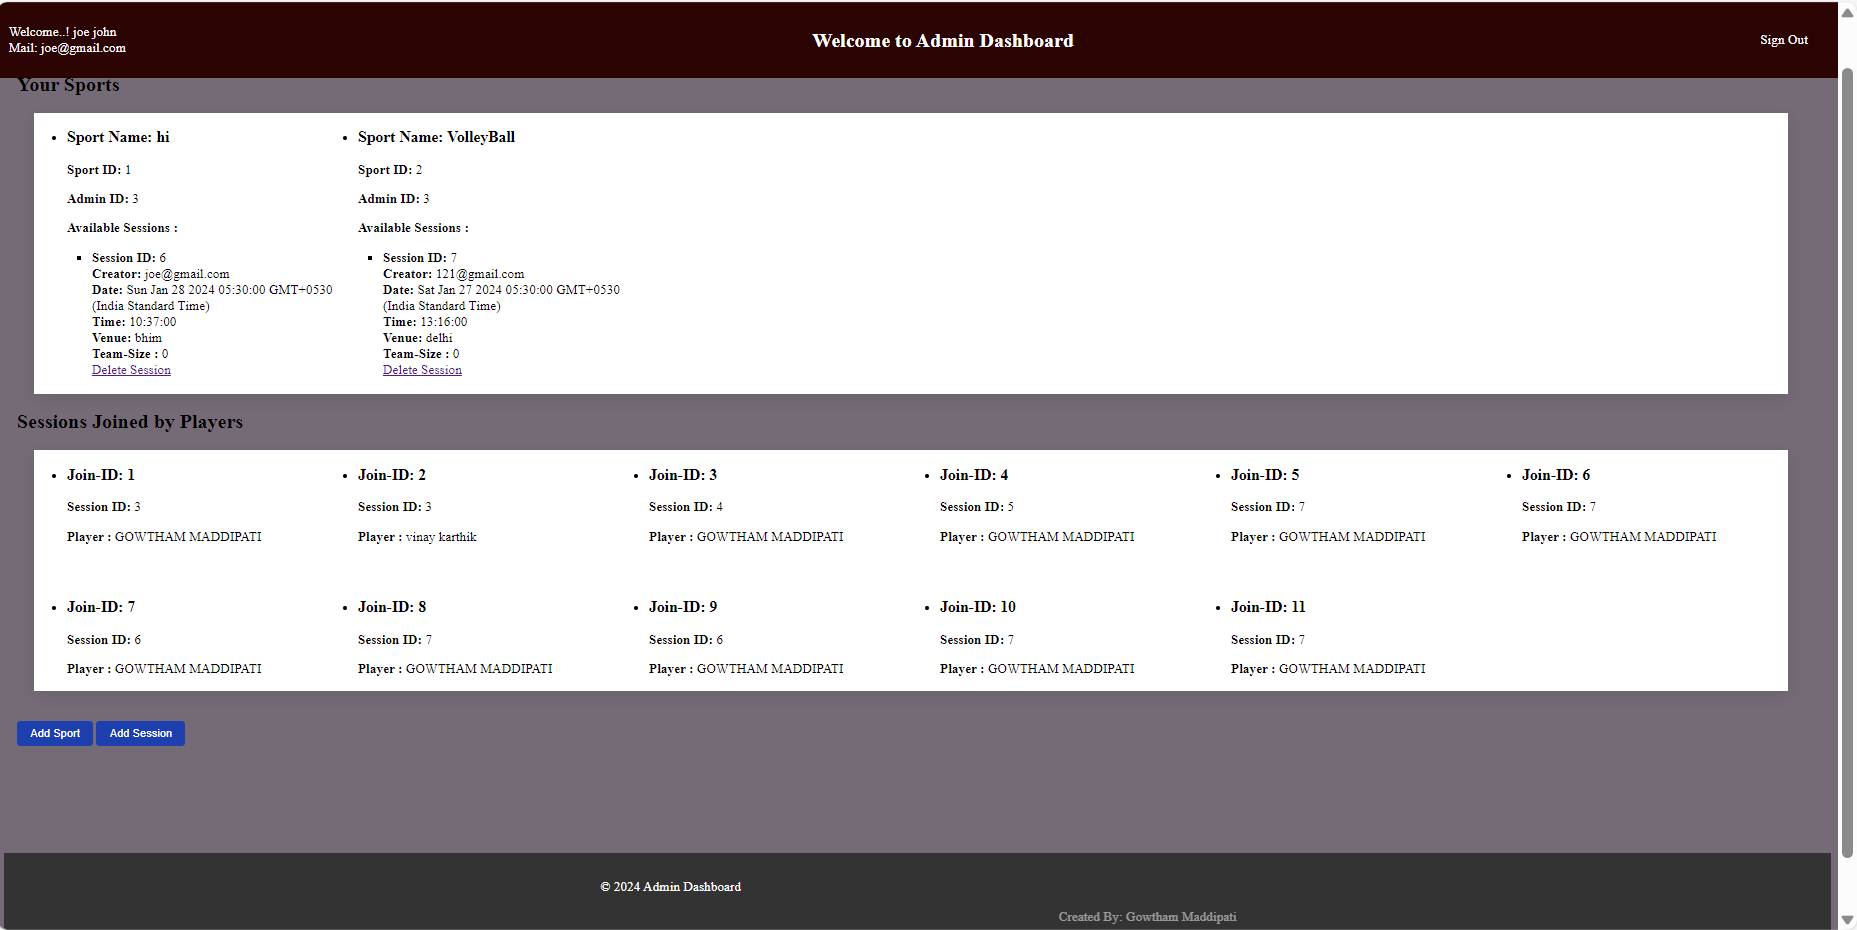 Welcome..! joe john
Mail: joe@gmail.com
Welcome to Admin Dashboard
Sign Out
Your Sports
Sport Name: hi
Sport ID: 1
Admin ID: 3
Available Sessions :
Session ID: 6
Creator: joe@gmail.com
Date: Sun Jan 28 2024 05:30:00 GMT+0530
(India Standard Time)
Time: 10:37:00
Venue: bhim
Team-Size : 0
Delete Session
Sport Name: VolleyBall
Sport ID: 2
Admin ID: 3
Available Sessions :
Session ID: 7
Creator: 121@gmail.com
Date: Sat Jan 27 2024 05:30:00 GMT+0530
(India Standard Time)
Time: 13:16:00
Venue: delhi
Team-Size : 0
Delete Session
Sessions Joined by Players
Join-ID: 1
Session ID: 3
Player : GOWTHAM MADDIPATI
Join-ID: 2
Session ID: 3
Player : vinay karthik
Join-ID: 3
Session ID: 4
Player : GOWTHAM MADDIPATI
Join-ID: 4
Session ID: 5
Player : GOWTHAM MADDIPATI
Join-ID: 5
Session ID: 7
Player : GOWTHAM MADDIPATI
Join-ID: 6
Session ID: 7
Player : GOWTHAM MADDIPATI
Join-ID: 7
Session ID: 6
Player : GOWTHAM MADDIPATI
Join-ID: 8
Session ID: 7
Player : GOWTHAM MADDIPATI
Join-ID: 9
Session ID: 6
Player : GOWTHAM MADDIPATI
Join-ID: 10
Session ID: 7
Player : GOWTHAM MADDIPATI
Join-ID: 11
Session ID: 7
Player : GOWTHAM MADDIPATI
Add Sport
Add Session
© 2024 Admin Dashboard
Created By: Gowtham Maddipati